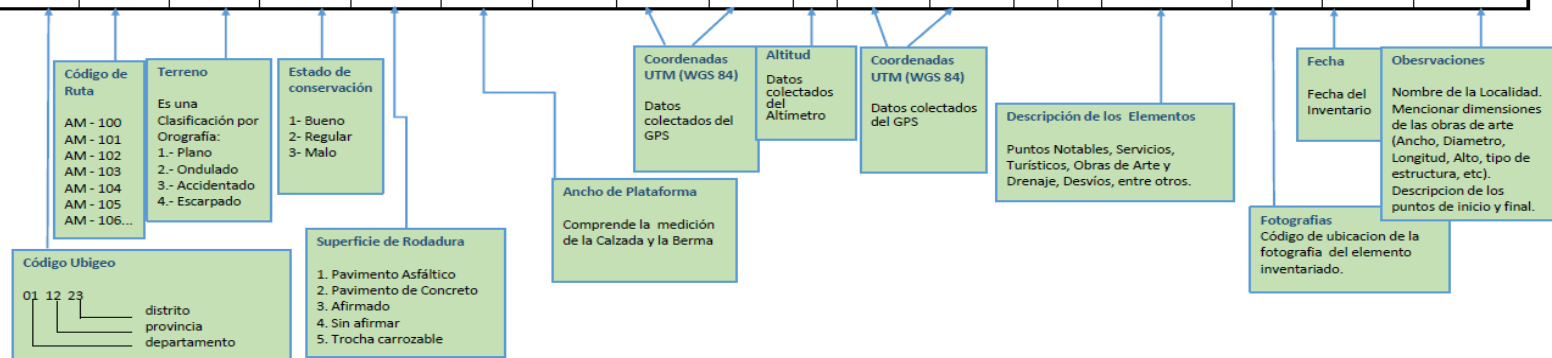 Código de
Ruta
AM - 100
AM - 101
AM - 102
AM - 103
AM - 104
AM - 105
AM - 106...
Terreno
Es una
Clasificación por
Orografía:
1.- Plano
2.- Ondulado
3.- Accidentado
4.- Escarpado
Estado de
conservación
1- Bueno
2- Regular
3- Malo
Coordenadas
UTM (WGS 84)
Datos
colectados del
GPS
Altitud
Datos
colectados
del
Altímetro
Coordenadas
UTM (WGS 84)
Datos colectados
del GPS
Descripción de los Elementos
Puntos Notables, Servicios,
Turísticos, Obras de Arte y
Drenaje, Desvíos, entre otros.
Fecha
Fecha del
Inventario
Obesrvaciones
Nombre de la Localidad.
Mencionar dimensiones
de las obras de arte
(Ancho, Diametro,
Longitud, Alto, tipo de
estructura, etc).
Descripcion de los
puntos de inicio y final.
Ancho de Plataforma
Comprende la medición
de la Calzada y la Berma
Fotografias
Código de ubicacion de la
fotografia del elemento
inventariado.
Superficie de Rodadura
1. Pavimento Asfáltico
2. Pavimento de Concreto
3. Afirmado
4. Sin afirmar
5. Trocha carrozable
Código Ubigeo
01 12 23
distrito
provincia
departamento